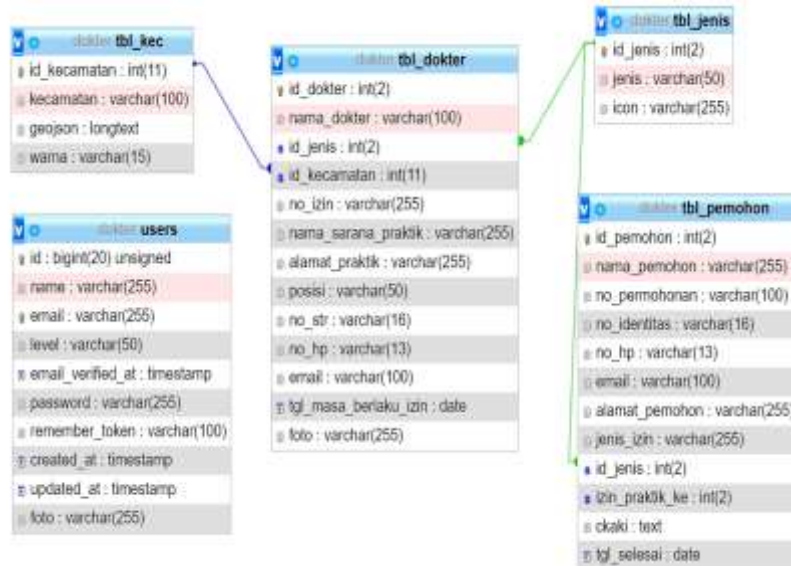 dokter tbl_kec
id_kecamatan : int(11)
kecamatan : varchar(100)
geojson : longtext
warna : varchar(15)
dokter users
id : bigint(20) unsigned
name : varchar(255)
email : varchar(255)
level : varchar(50)
email_verified_at : timestamp
password : varchar(255)
remember_token : varchar(100)
created_at : timestamp
updated_at : timestamp
foto : varchar(255)
dokter tbl_dokter
id_dokter : int(2)
nama_dokter : varchar(100)
id_jenis : int(2)
id_kecamatan : int(11)
no_izin : varchar(255)
nama_sarana_praktik : varchar(255)
alamat_praktik : varchar(255)
posisi : varchar(50)
no_str : varchar(16)
no_hp : varchar(13)
email : varchar(100)
tgl_masa_berlaku_izin : date
foto : varchar(255)
dokter tbl_jenis
id_jenis : int(2)
jenis : varchar(50)
icon : varchar(255)
dokter tbl_pemohon
id_pemohon : int(2)
nama_pemohon : varchar(255)
no_permohonan : varchar(100)
no_identitas : varchar(16)
no_hp : varchar(13)
email : varchar(100)
alamat_pemohon : varchar(255)
jenis_izin : varchar(255)
id_jenis : int(2)
izin_praktik_ke : int(2)
ckaki : text
tgl_selesai : date